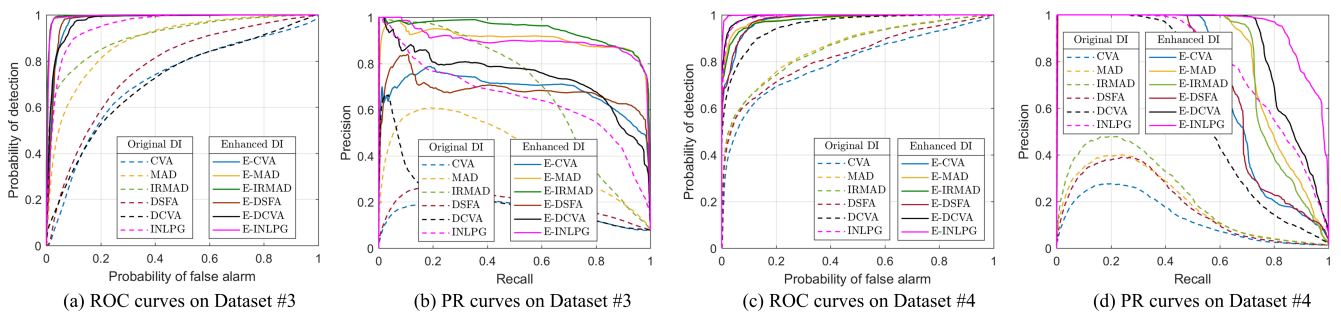 Probability of detection
1
0.8
0.6
0.4
0.2
0
0 0.2 0.4 0.6 0.8 1
Probability of false alarm
Original DI Enhanced DI
CVA E-CVA
MAD E-MAD
IRMAD E-IRMAD
DSFA E-DSFA
DCVA E-DCVA
INLPG E-INLPG
(a) ROC curves on Dataset #3
Precision
1
0.8
0.6
0.4
0.2
0
0 0.2 0.4 0.6 0.8 1
Recall
Original DI Enhanced DI
CVA E-CVA
MAD E-MAD
IRMAD E-IRMAD
DSFA E-DSFA
DCVA E-DCVA
INLPG E-INLPG
(b) PR curves on Dataset #3
Probability of detection
1
0.8
0.6
0.4
0.2
0
0 0.2 0.4 0.6 0.8 1
Probability of false alarm
Original DI Enhanced DI
CVA E-CVA
MAD E-MAD
IRMAD E-IRMAD
DSFA E-DSFA
DCVA E-DCVA
INLPG E-INLPG
(c) ROC curves on Dataset #4
Precision
1
0.8
0.6
0.4
0.2
0
0 0.2 0.4 0.6 0.8 1
Recall
Original DI Enhanced DI
CVA E-CVA
MAD E-MAD
IRMAD E-IRMAD
DSFA E-DSFA
DCVA E-DCVA
INLPG E-INLPG
(d) PR curves on Dataset #4